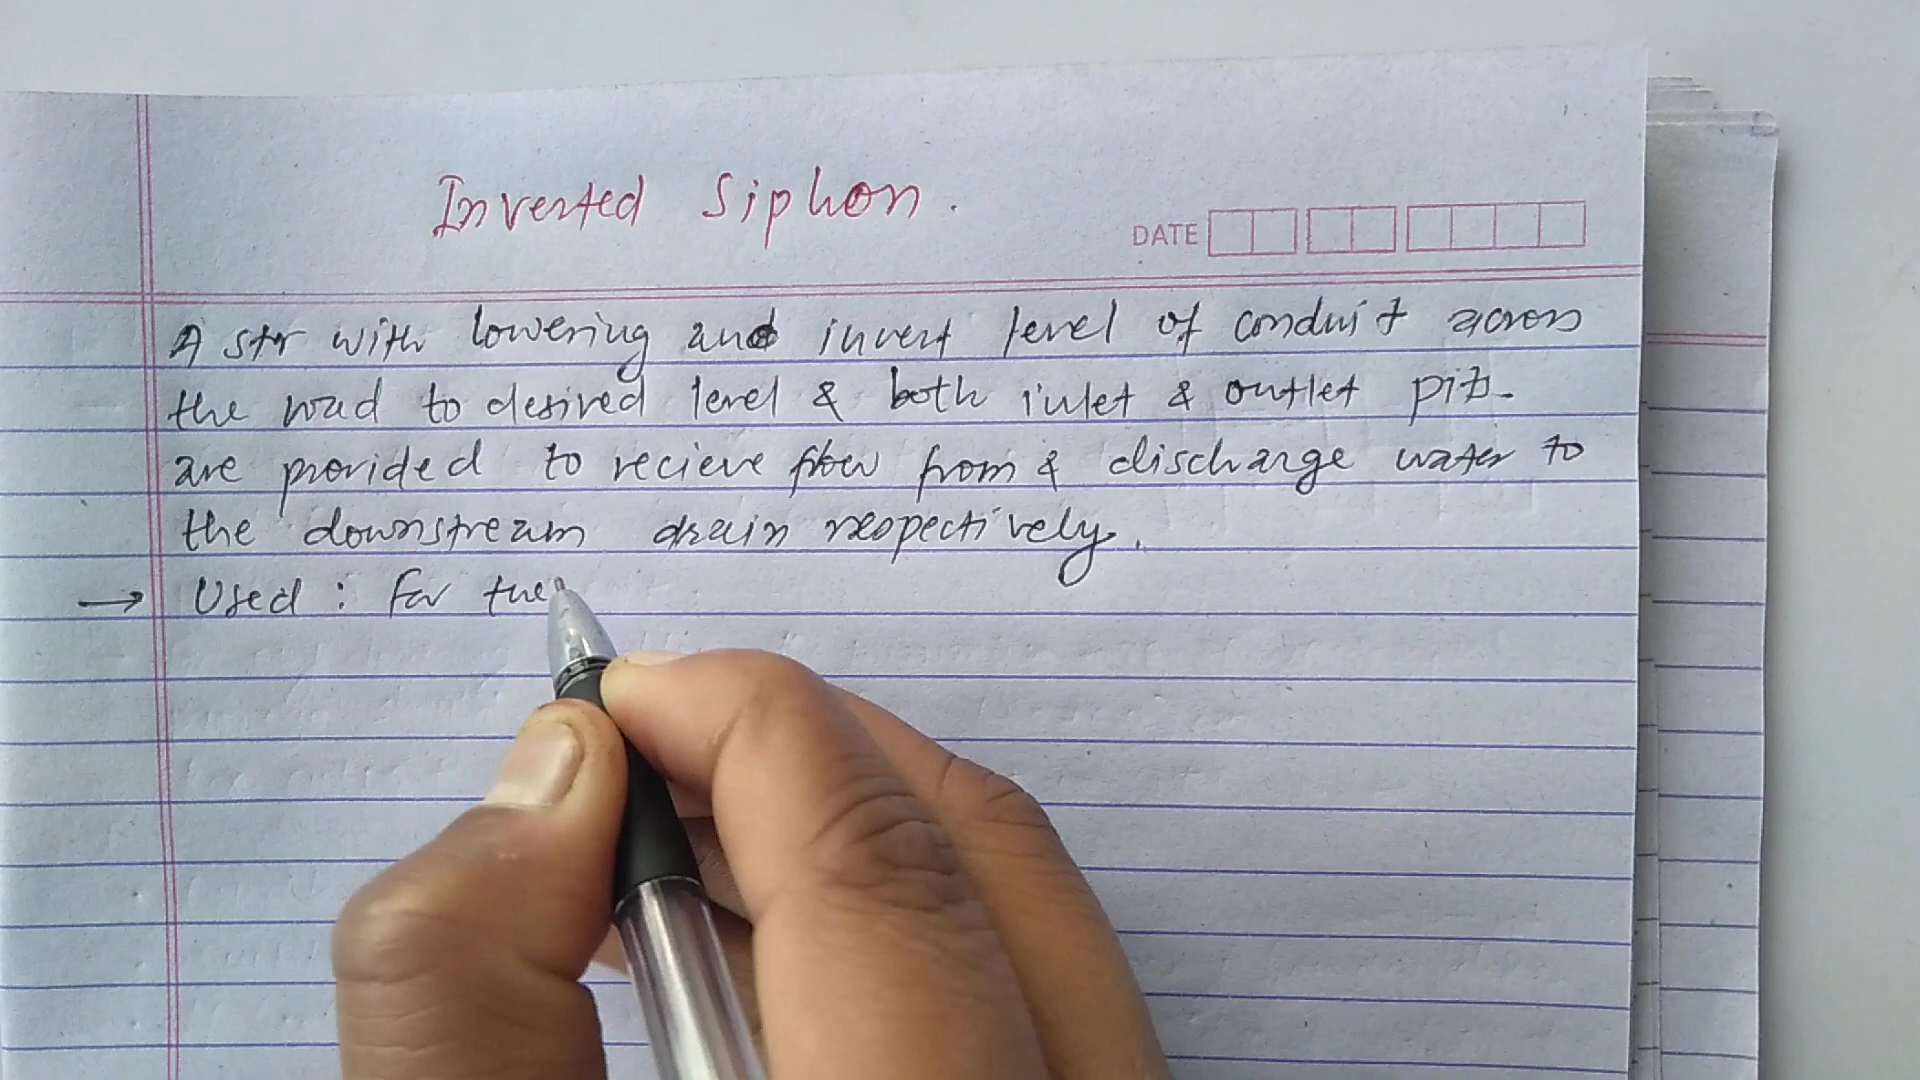 Inverted Siphon.
DATE
A str with lowering and invert level of conduit across
the road to desired level & both inlet & outlet pits.
are provided to recieve flow from & discharge water to
the downstream drain respectively.
→ Used : For the